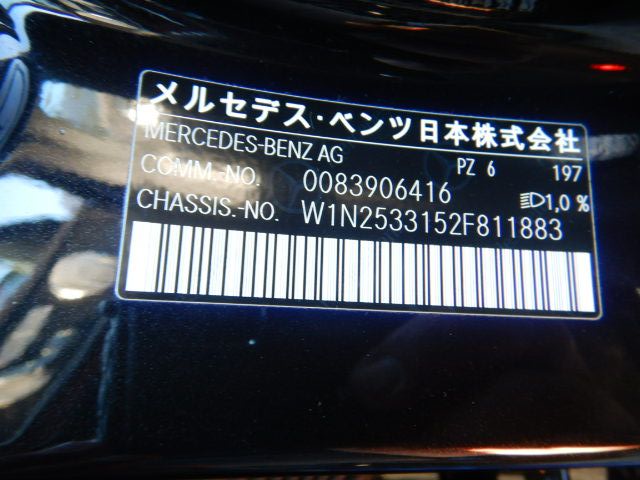 メルセデス・ベンツ日本株式会社
MERCEDES-BENZ AG PZ 6 197
COMM.-NO. 0083906416 1,0 %
CHASSIS.-NO. W1N2533152F811883